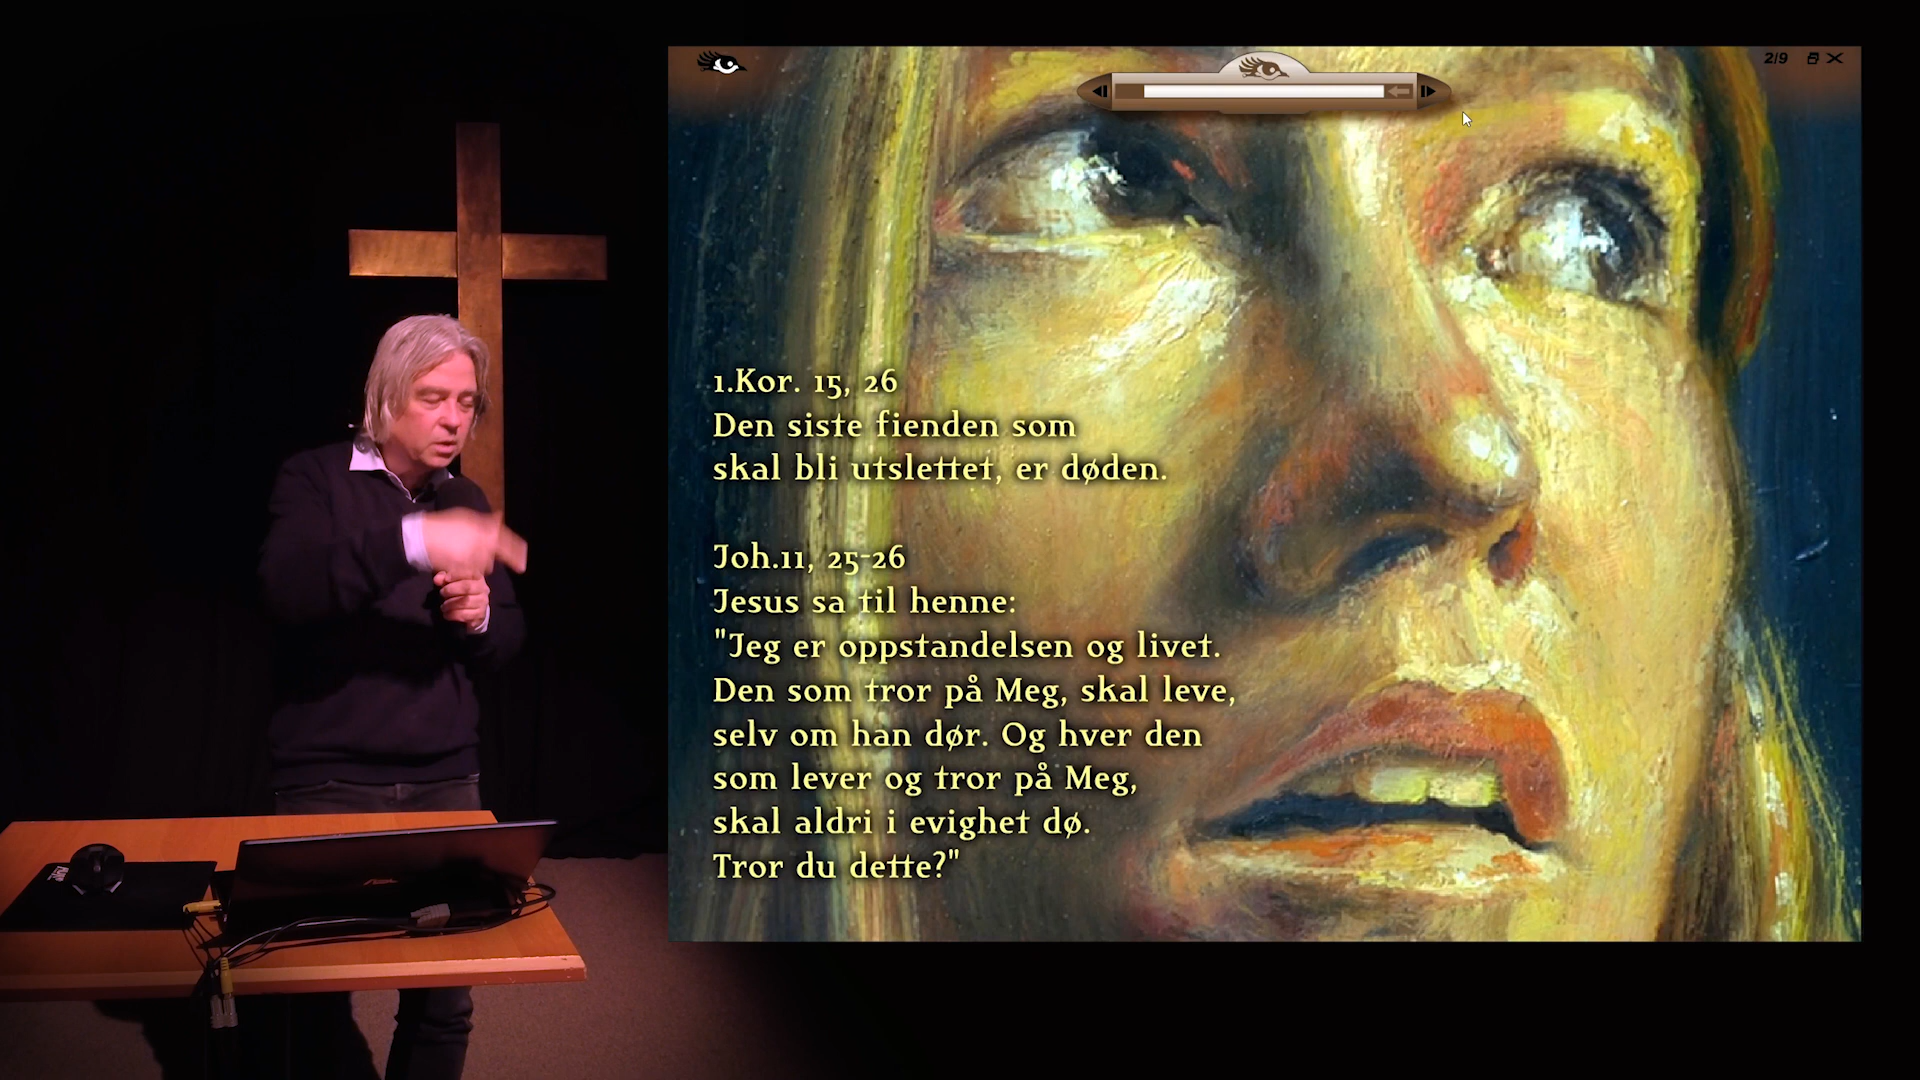 2/9
1.Kor. 15, 26
Den siste fienden som
skal bli utslettet, er døden.
Joh.11, 25-26
Jesus sa til henne:
"Jeg er oppstandelsen og livet.
Den som tror på Meg, skal leve,
selv om han dør. Og hver den
som lever og tror på Meg,
skal aldri i evighet dø.
Tror du dette?"